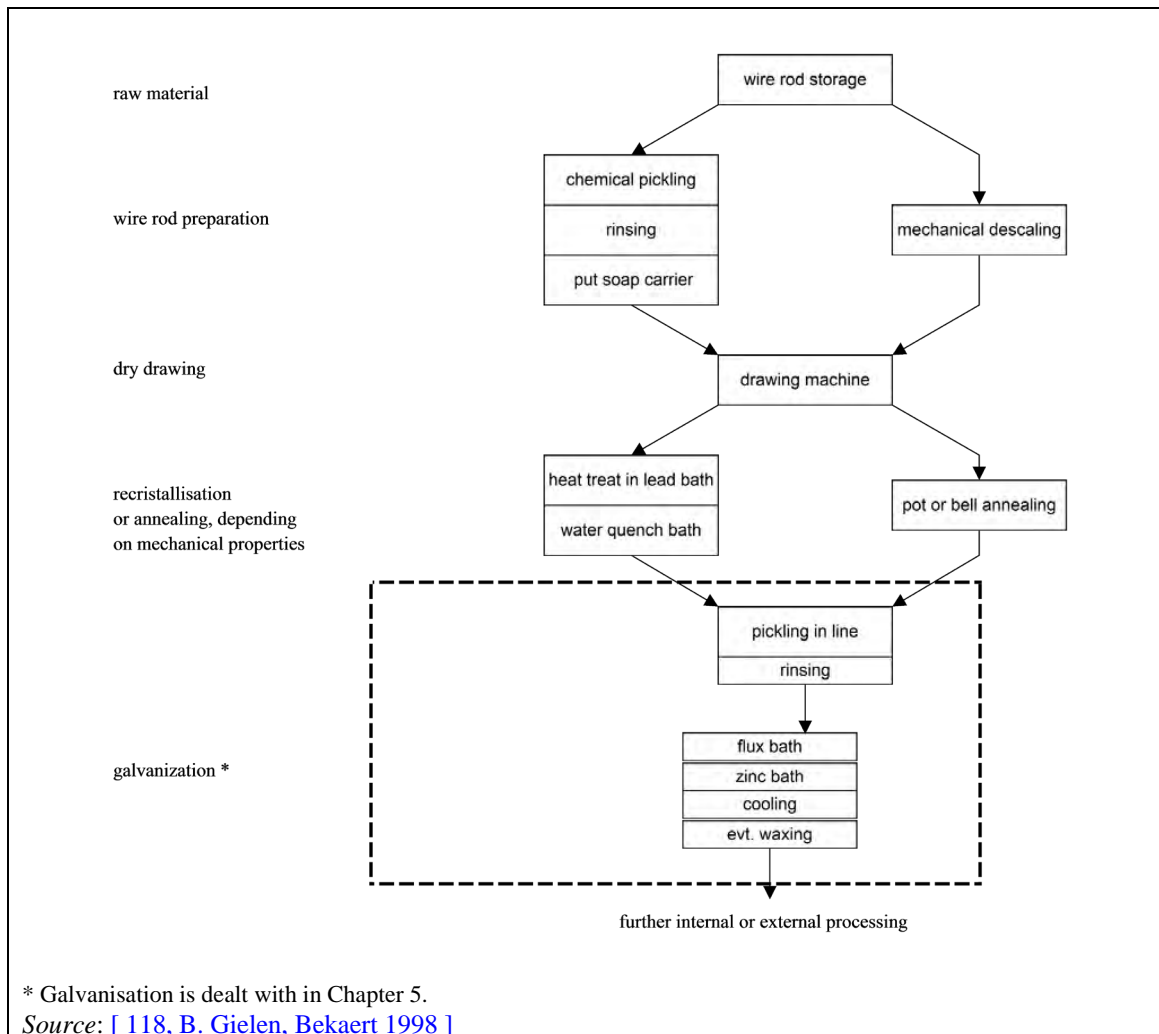 wire rod storage
raw material
chemical pickling
wire rod preparation
rinsing
mechanical descaling
put soap carrier
dry drawing
drawing machine
heat treat in lead bath
recristallisation
or annealing, depending
on mechanical properties
pot or bell annealing
water quench bath
pickling in line
rinsing
flux bath
galvanization *
zinc bath
cooling
evt. waxing
further internal or external processing
* Galvanisation is dealt with in Chapter 5.
Source: [ 118, B. Gielen, Bekaert 1998 ]